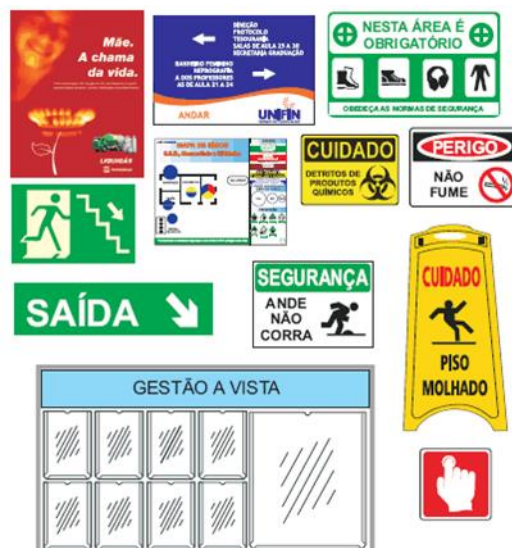 Mãe.
A chama
da vida.
LIQUIGÁS
DIREÇÃO
PROTOCOLO
TESOURARIA
SALAS DE AULA 25 A 30
SECRETARIA GRADUAÇÃO
BANHEIRO FEMININO
REPROGRAFIA
A DOS PROFESSORES
AS DE AULA 21 A 24
ANDAR
UNIFIN
NESTA ÁREA É
OBRIGATÓRIO
OBEDEÇA AS NORMAS DE SEGURANÇA
MAPA DE RISCO
CUIDADO
DETRITOS DE
PRODUTOS
QUÍMICOS
PERIGO
NÃO
FUME
SAÍDA
SEGURANÇA
ANDE
NÃO
CORRA
CUIDADO
PISO
MOLHADO
GESTÃO A VISTA